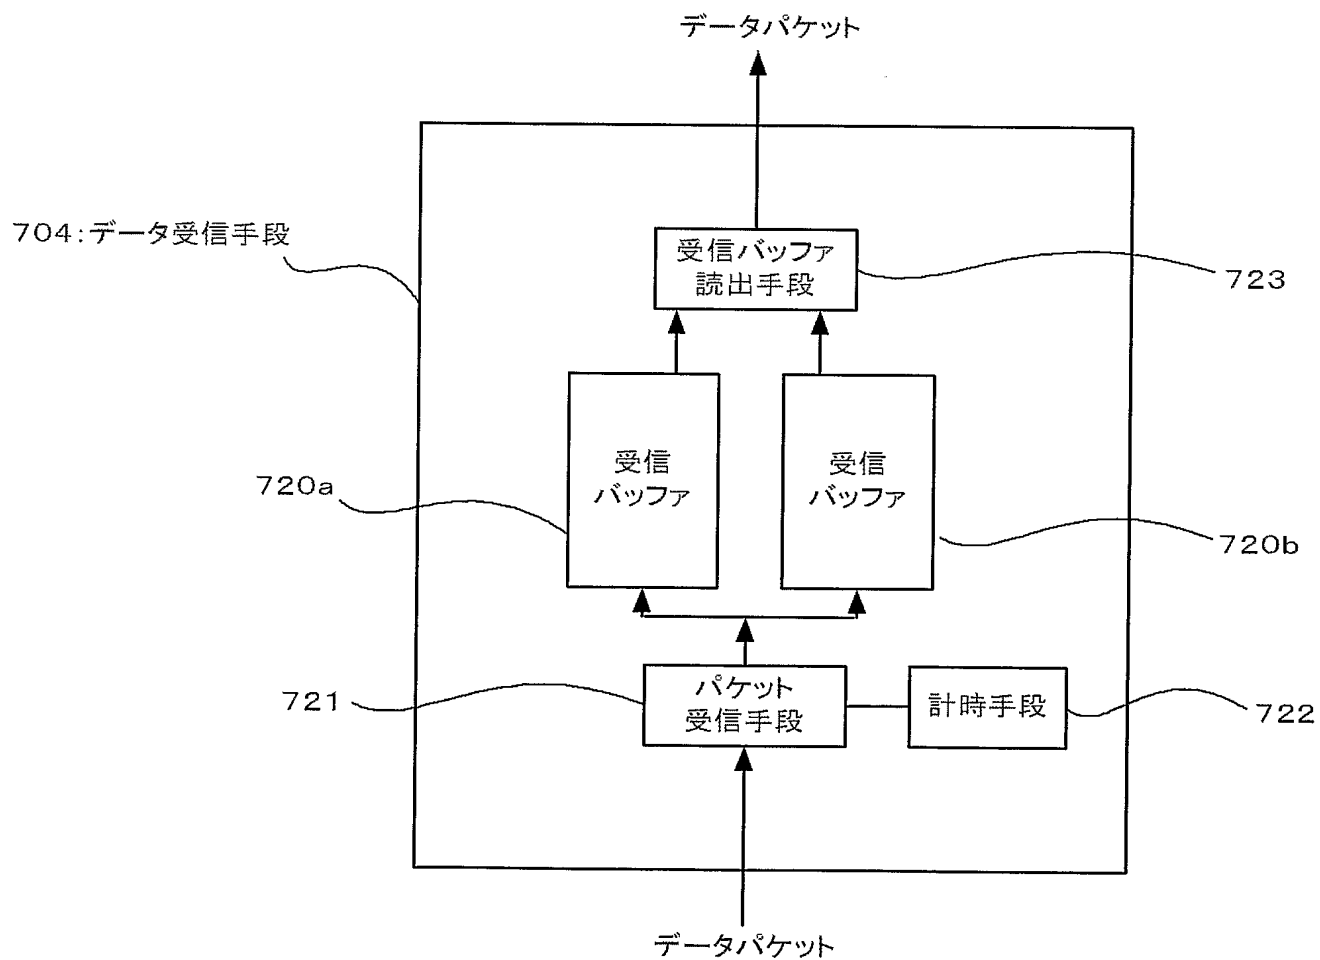 データパケット
704:データ受信手段
受信バッファ
読出手段
723
受信
バッファ
受信
バッファ
720a
720b
パケット
受信手段
計時手段
721
722
データパケット